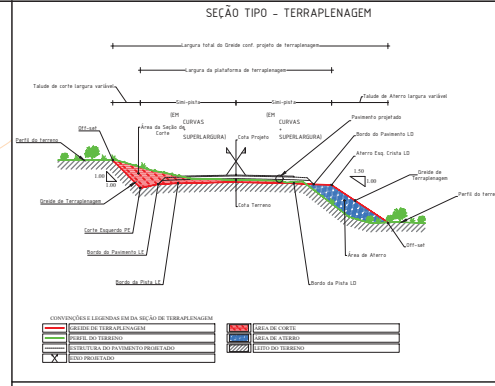 SEÇÃO TIPO - TERRAPLENAGEM
Largura total do Greide conf. projeto de terraplenagem
Largura da plataforma de terraplenagem
Talude de corte largura variável
Talude de Aterro largura variável
Semi-pista
Semi-pista
(EM
CURVAS
+
SUPERLARGURA)
(EM
CURVAS
+
SUPERLARGURA)
Off-set
Área da Seção de
Corte
Cota Projeto
Pavimento projetado
Bordo do Pavimento LD
Aterro Esq. Crista LD
Perfil do terreno
1.00
1.00
1.50
1.00
Greide de
Terraplenagem
Greide de Terraplenagem
Cota Terreno
Perfil do terreno
Corte Esquerdo PE
Bordo do Pavimento LE
Off-set
Área de Aterro
Bordo da Pista LE
Bordo da Pista LD
CONVENÇÕES E LEGENDAS EM DA SEÇÃO DE TERRAPLENAGEM
GREIDE DE TERRAPLENAGEM
ÁREA DE CORTE
PERFIL DO TERRENO
ÁREA DE ATERRO
ESTRUTURA DO PAVIMENTO PROJETADO
LEITO DO TERRENO
EIXO PROJETADO